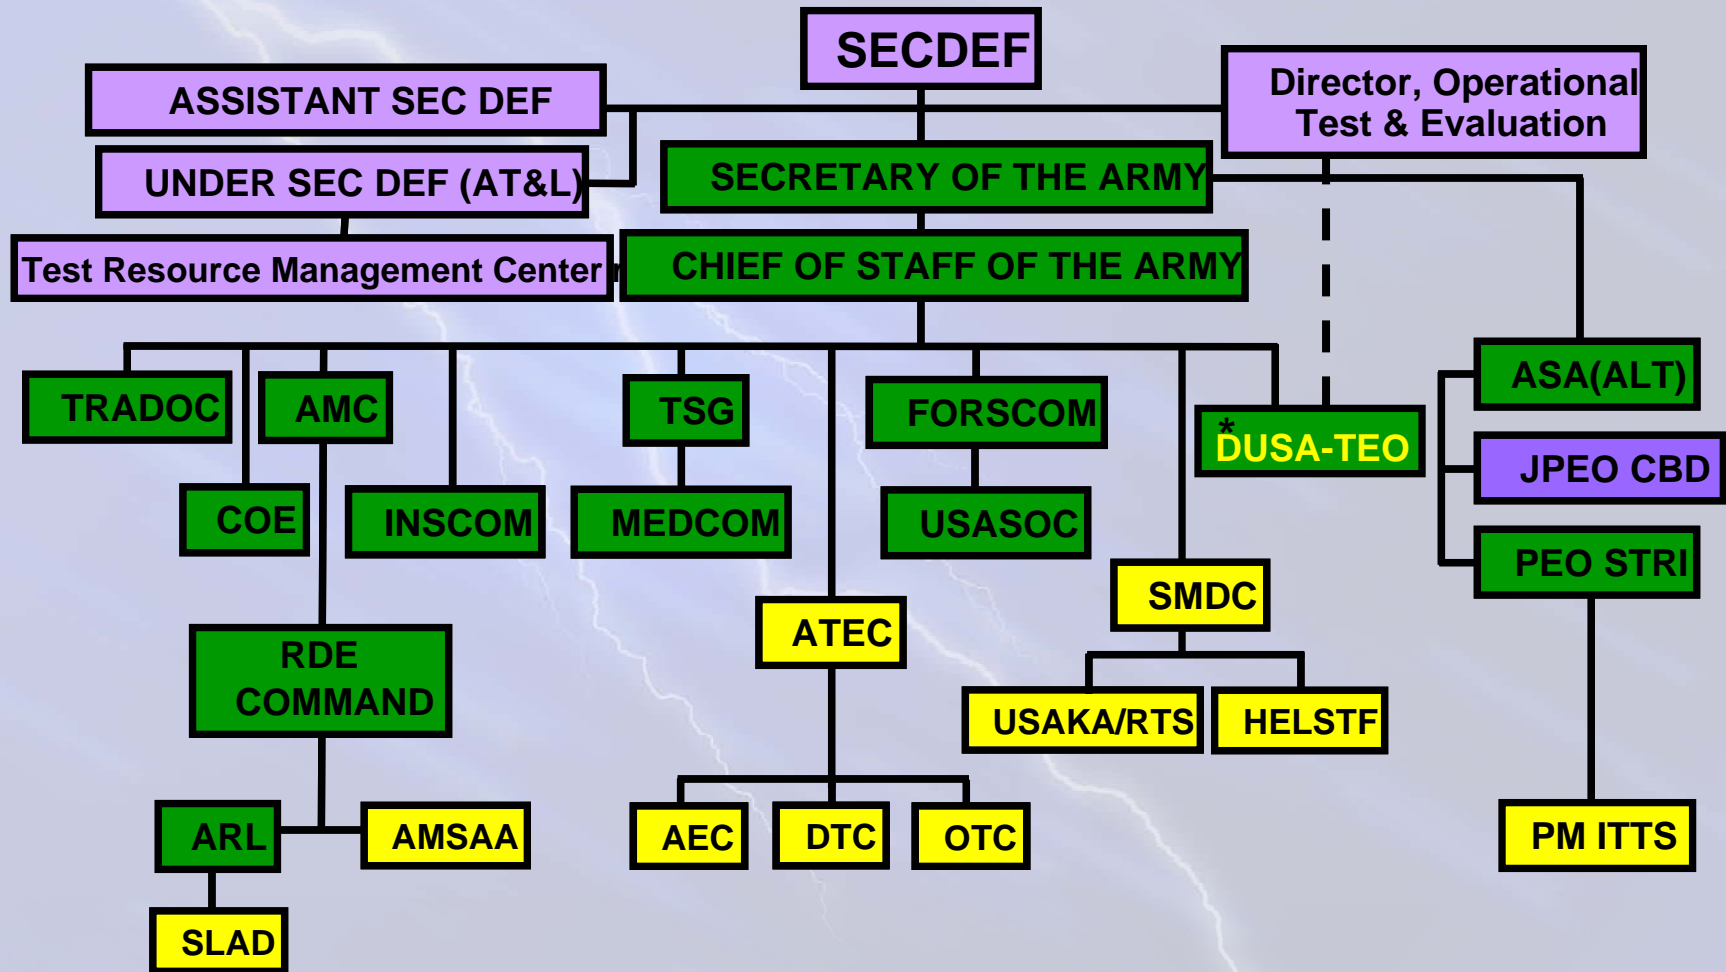 SECDEF
ASSISTANT SEC DEF
Director, Operational
Test & Evaluation
UNDER SEC DEF (AT&L)
SECRETARY OF THE ARMY
Test Resource Management Center
CHIEF OF STAFF OF THE ARMY
TRADOC
AMC
TSG
FORSCOM
*
DUSA-TEO
ASA(ALT)
COE
INSCOM
MEDCOM
USASOC
JPEO CBD
PEO STRI
SMDC
ATEC
RDE
COMMAND
USAKA/RTS
HELSTF
ARL
AMSAA
AEC
DTC
OTC
PM ITTS
SLAD